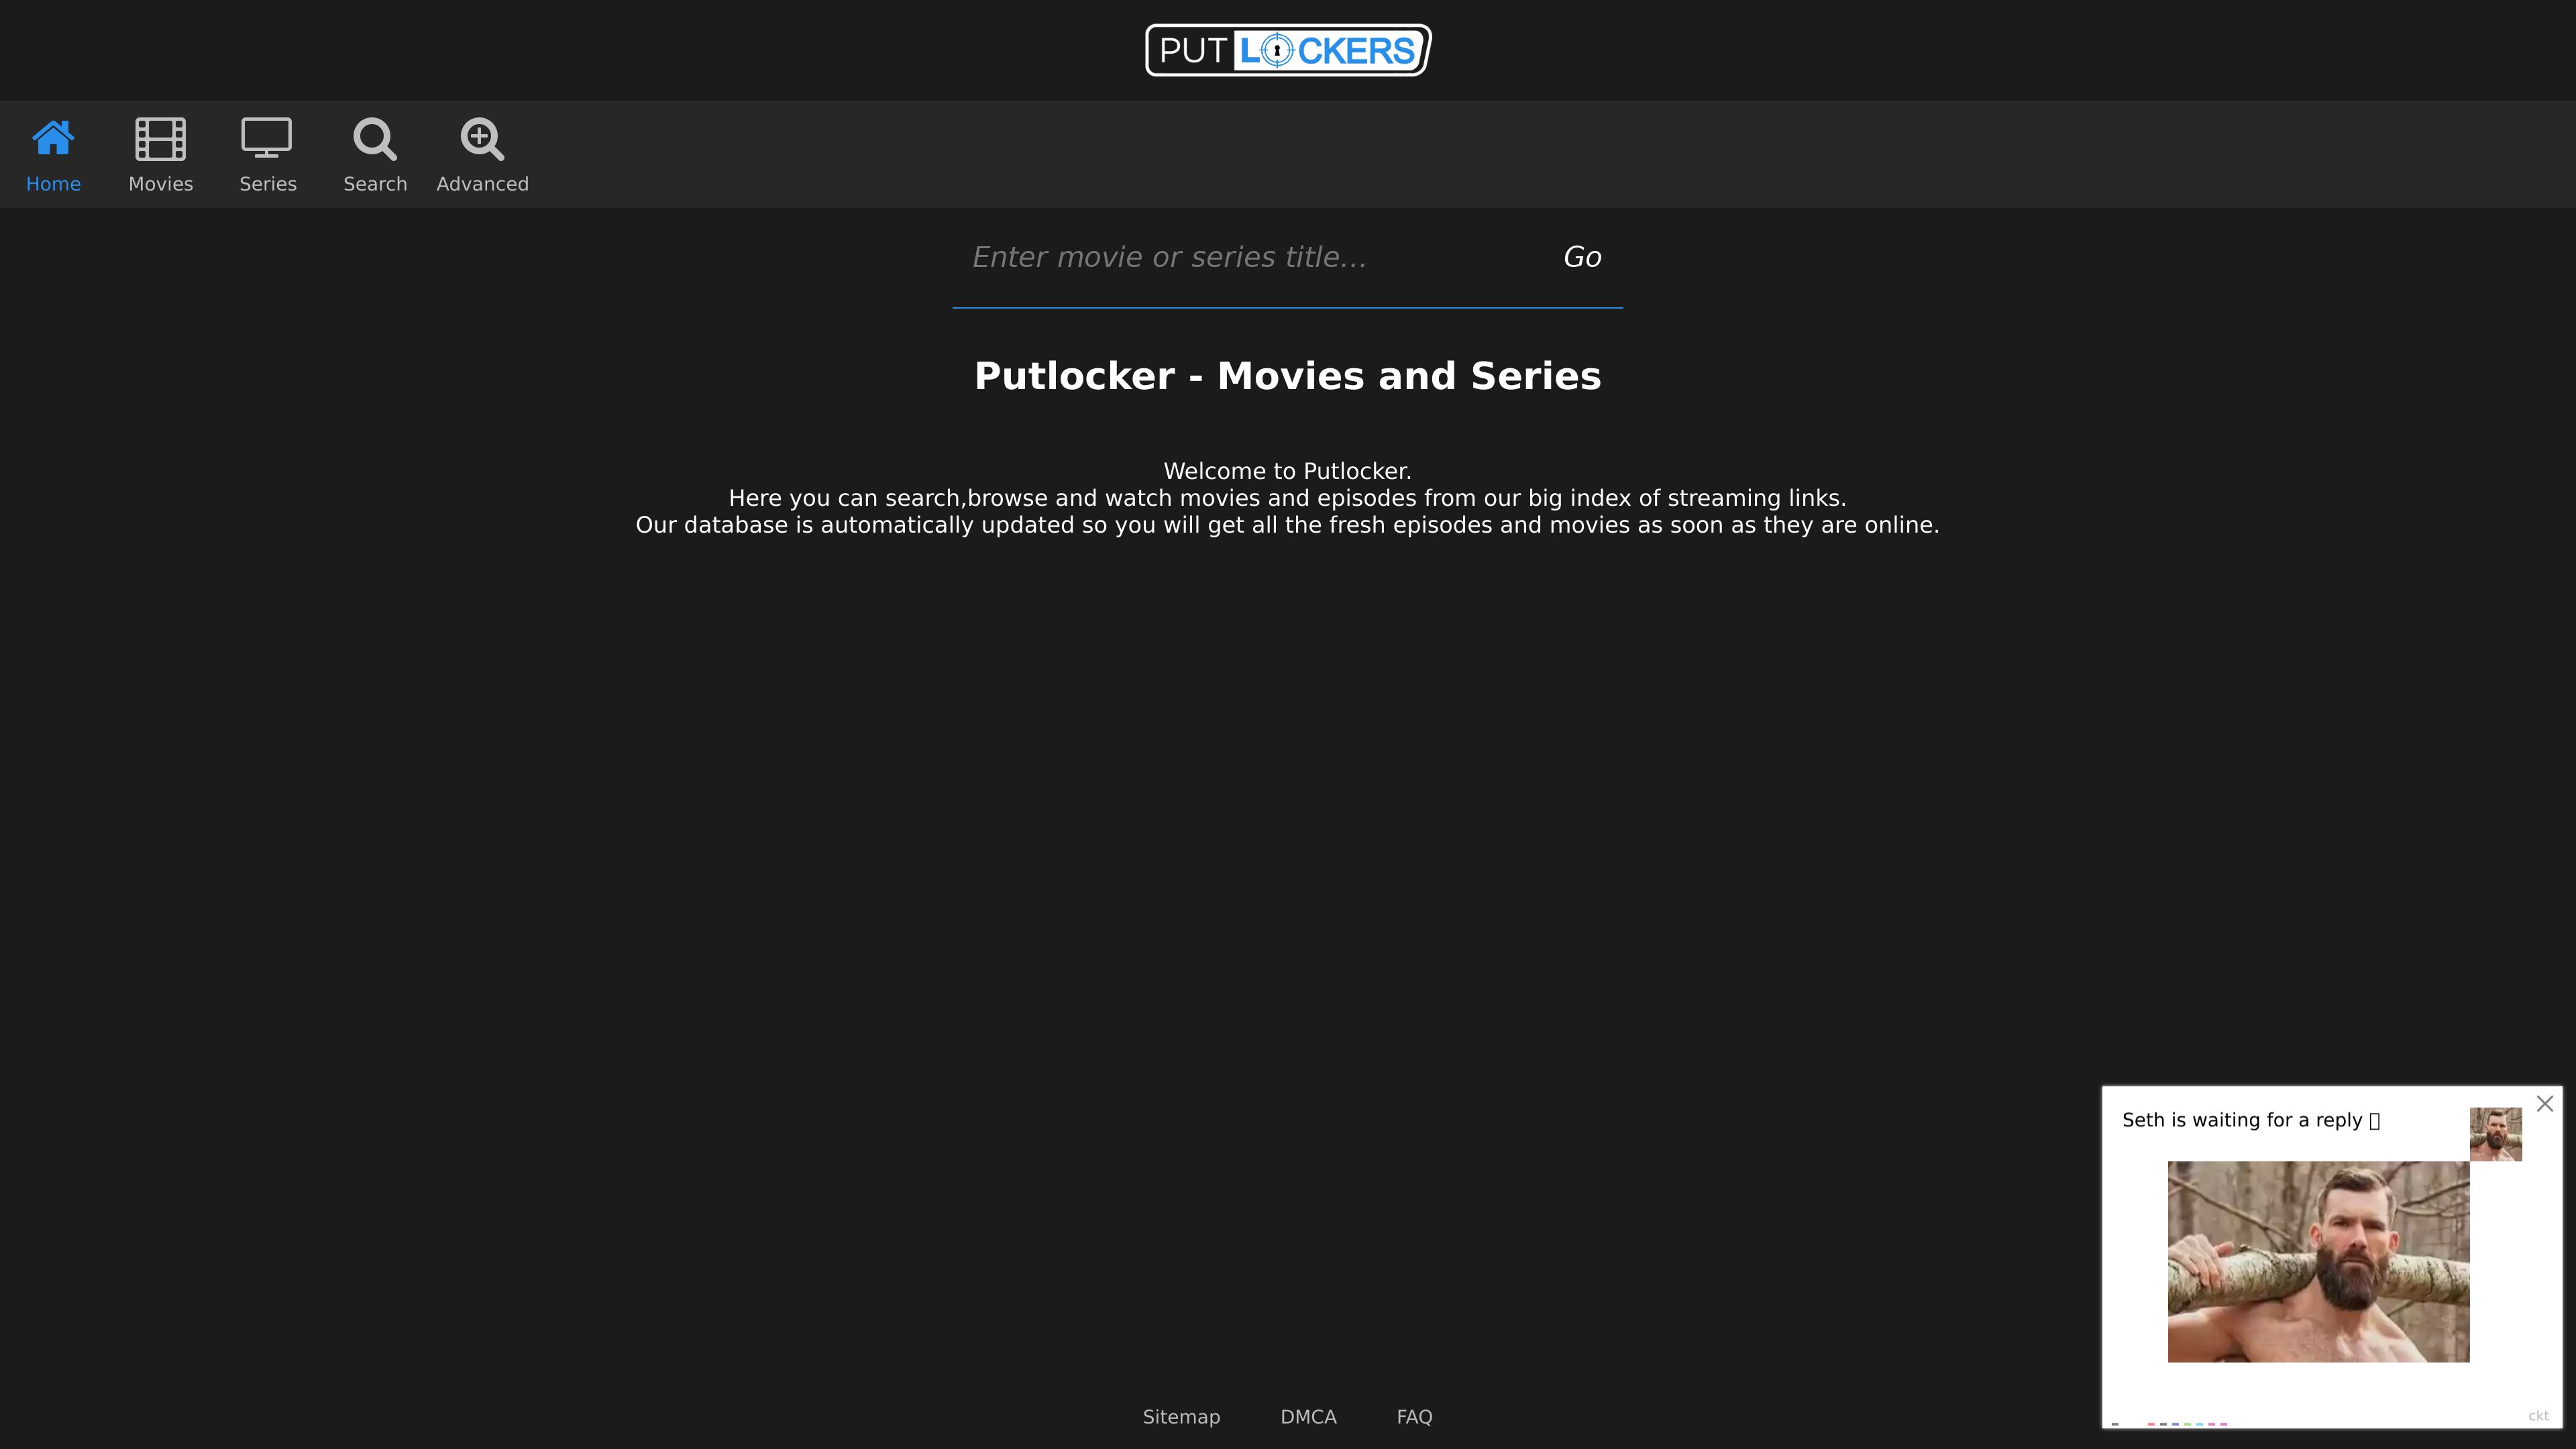 PUT LOCKERS
Home
Movies
Series
Search
Advanced
Enter movie or series title...
Go
Putlocker - Movies and Series
Welcome to Putlocker.
Here you can search,browse and watch movies and episodes from our big index of streaming links.
Our database is automatically updated so you will get all the fresh episodes and movies as soon as they are online.
Seth is waiting for a reply
ckt
Sitemap
DMCA
FAQ